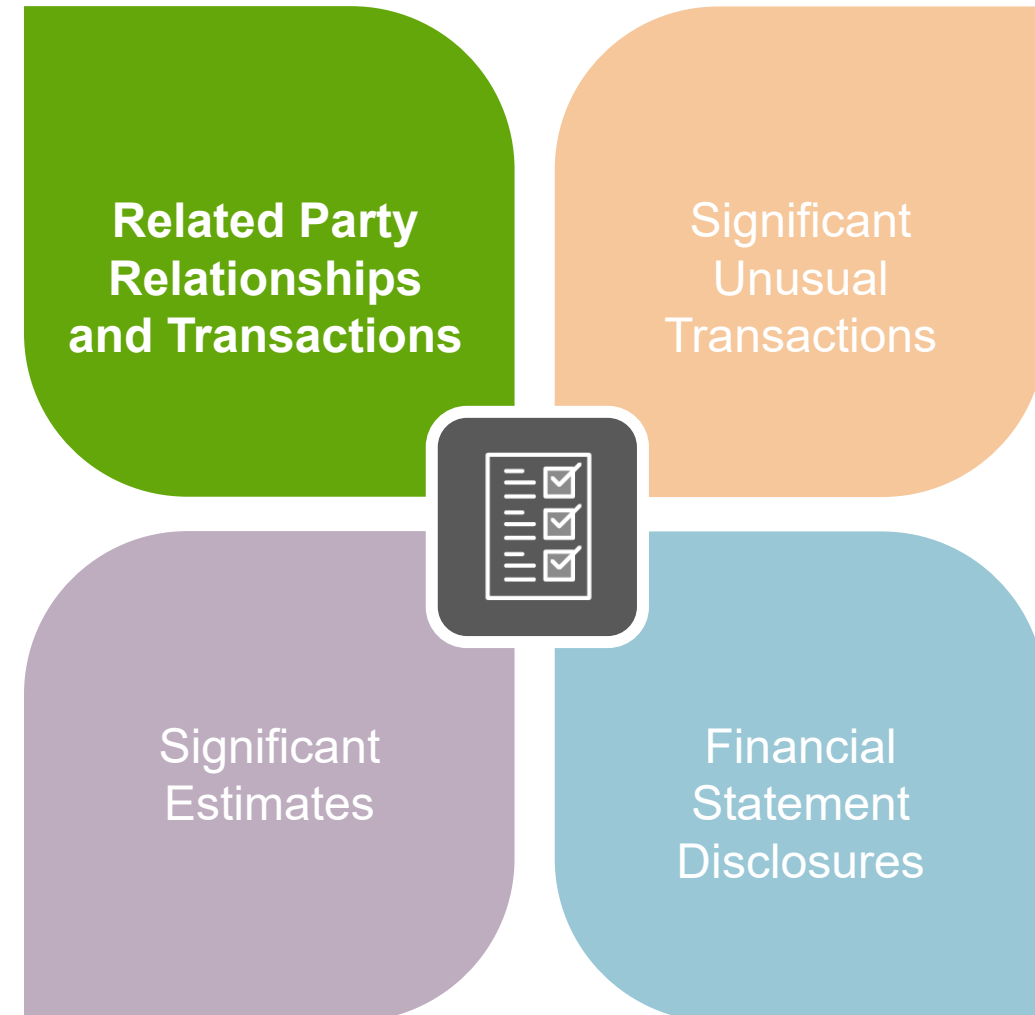 Related Party
Relationships
and Transactions
Significant
Unusual
Transactions
Significant
Estimates
Financial
Statement
Disclosures